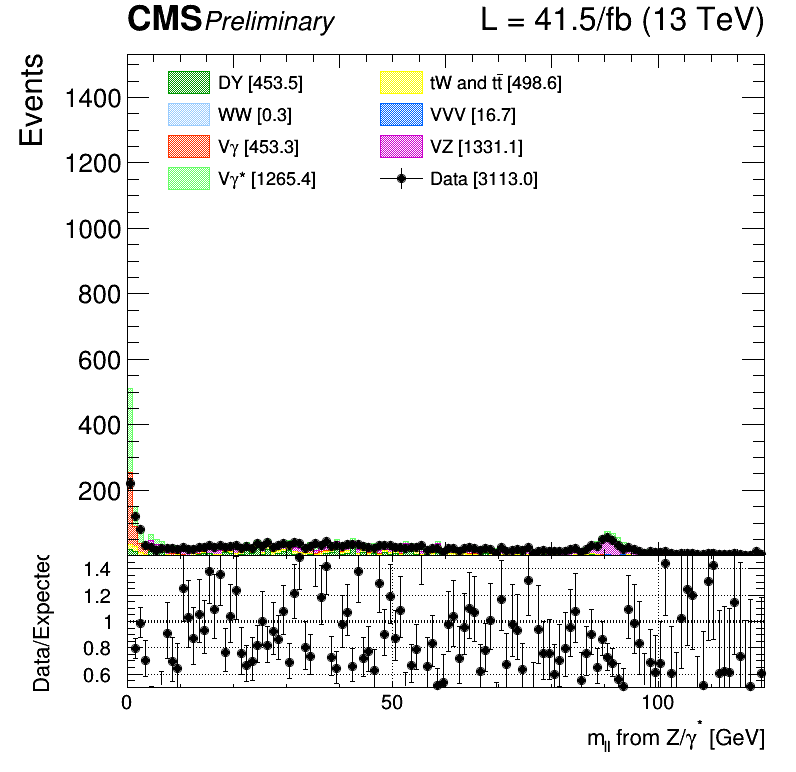 CMS Preliminary L = 41.5/fb (13 TeV)
Events
DY [453.5]
WW [0.3]
Vγ [453.3]
Vγ* [1265.4]
tW and tt̄ [498.6]
VVV [16.7]
VZ [1331.1]
Data [3113.0]
1400
1200
1000
800
600
400
200
Data/Expected
1.4
1.2
1
0.8
0.6
0 50 100
m_ll from Z/γ* [GeV]